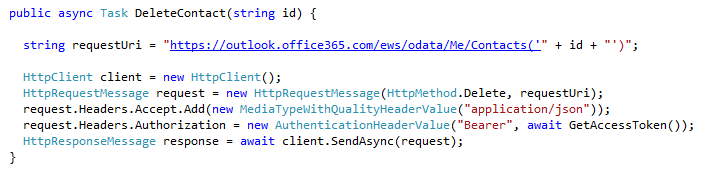 public async Task DeleteContact(string id) {
string requestUri = "https://outlook.office365.com/ews/odata/Me/Contacts('" + id + "')";
HttpClient client = new HttpClient();
HttpRequestMessage request = new HttpRequestMessage(HttpMethod.Delete, requestUri);
request.Headers.Accept.Add(new MediaTypeWithQualityHeaderValue("application/json"));
request.Headers.Authorization = new AuthenticationHeaderValue("Bearer", await GetAccessToken());
HttpResponseMessage response = await client.SendAsync(request);
}